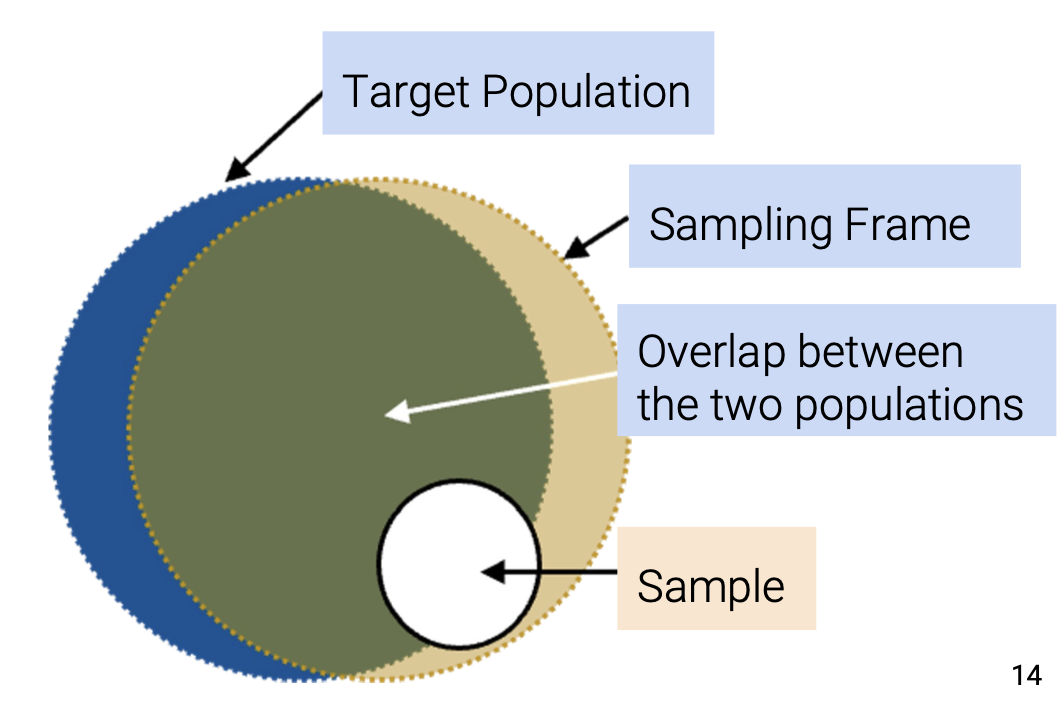 Target Population
Sampling Frame
Overlap between
the two populations
Sample
14